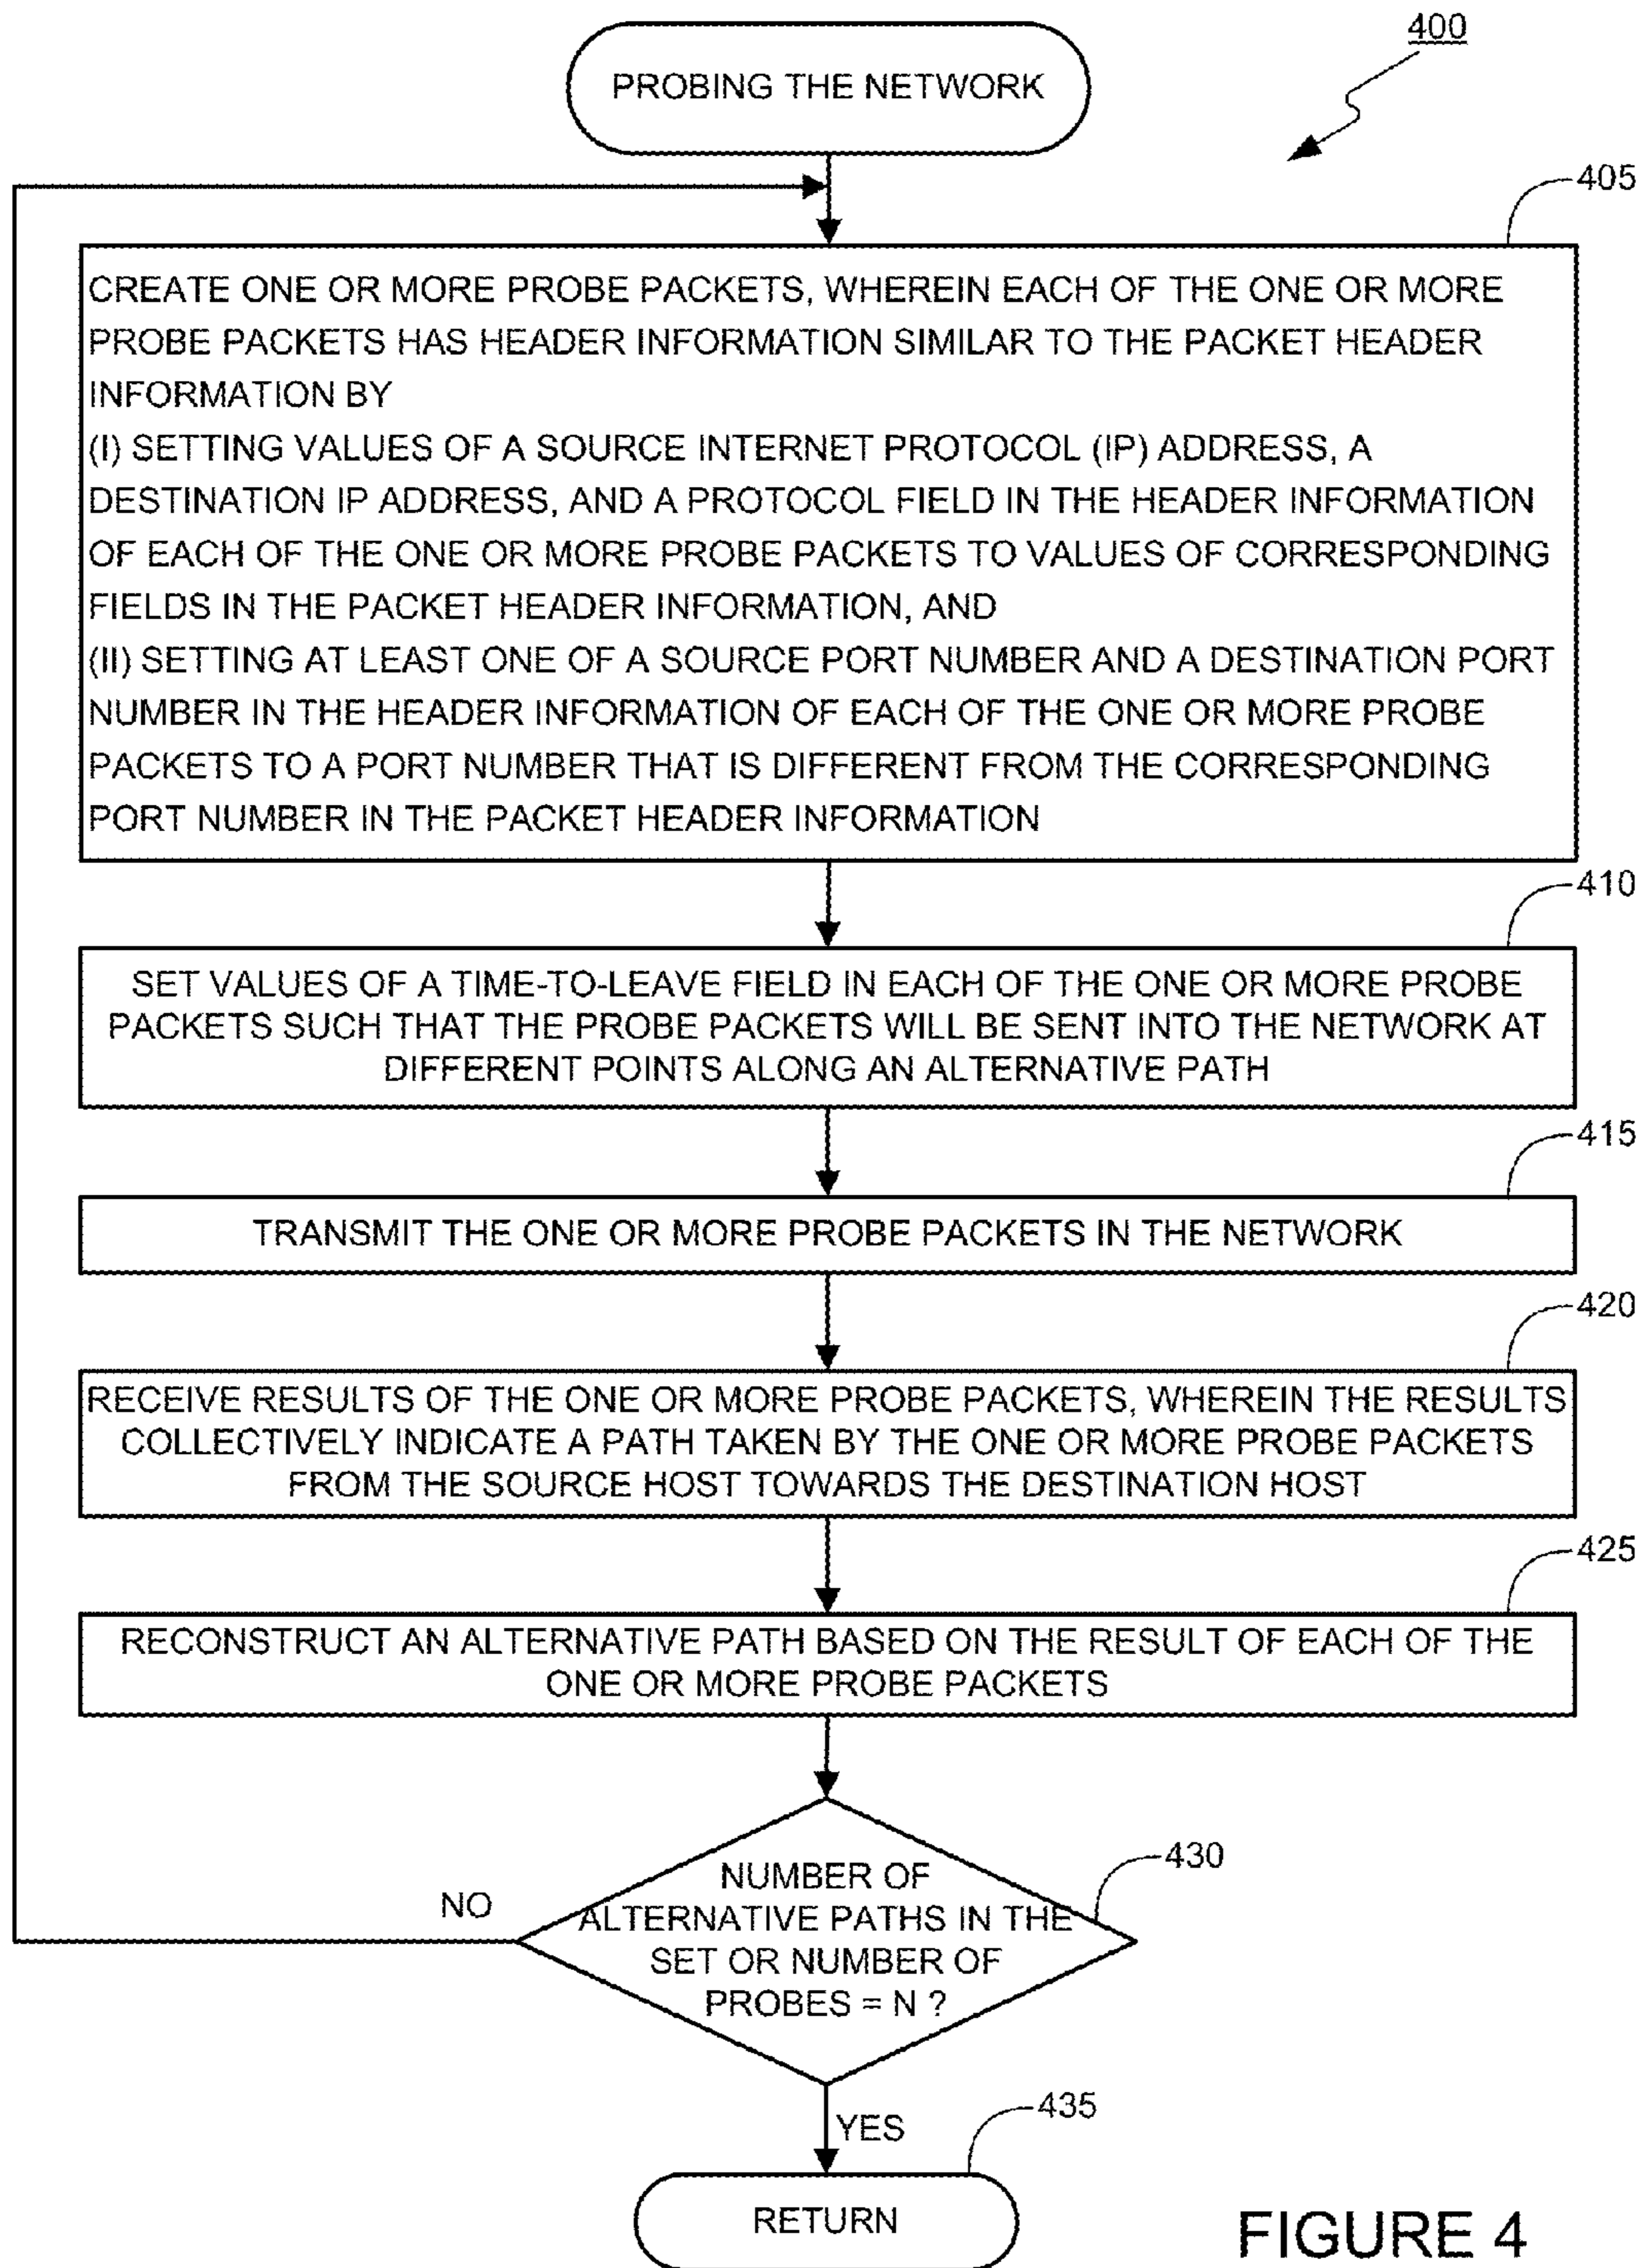 400
PROBING THE NETWORK
405
CREATE ONE OR MORE PROBE PACKETS, WHEREIN EACH OF THE ONE OR MORE
PROBE PACKETS HAS HEADER INFORMATION SIMILAR TO THE PACKET HEADER
INFORMATION BY
(I) SETTING VALUES OF A SOURCE INTERNET PROTOCOL (IP) ADDRESS, A
DESTINATION IP ADDRESS, AND A PROTOCOL FIELD IN THE HEADER INFORMATION
OF EACH OF THE ONE OR MORE PROBE PACKETS TO VALUES OF CORRESPONDING
FIELDS IN THE PACKET HEADER INFORMATION, AND
(II) SETTING AT LEAST ONE OF A SOURCE PORT NUMBER AND A DESTINATION PORT
NUMBER IN THE HEADER INFORMATION OF EACH OF THE ONE OR MORE PROBE
PACKETS TO A PORT NUMBER THAT IS DIFFERENT FROM THE CORRESPONDING
PORT NUMBER IN THE PACKET HEADER INFORMATION
410
SET VALUES OF A TIME-TO-LEAVE FIELD IN EACH OF THE ONE OR MORE PROBE
PACKETS SUCH THAT THE PROBE PACKETS WILL BE SENT INTO THE NETWORK AT
DIFFERENT POINTS ALONG AN ALTERNATIVE PATH
415
TRANSMIT THE ONE OR MORE PROBE PACKETS IN THE NETWORK
420
RECEIVE RESULTS OF THE ONE OR MORE PROBE PACKETS, WHEREIN THE RESULTS
COLLECTIVELY INDICATE A PATH TAKEN BY THE ONE OR MORE PROBE PACKETS
FROM THE SOURCE HOST TOWARDS THE DESTINATION HOST
425
RECONSTRUCT AN ALTERNATIVE PATH BASED ON THE RESULT OF EACH OF THE
ONE OR MORE PROBE PACKETS
430
NUMBER OF
ALTERNATIVE PATHS IN THE
SET OR NUMBER OF
PROBES = N ?
NO
YES
435
RETURN
FIGURE 4